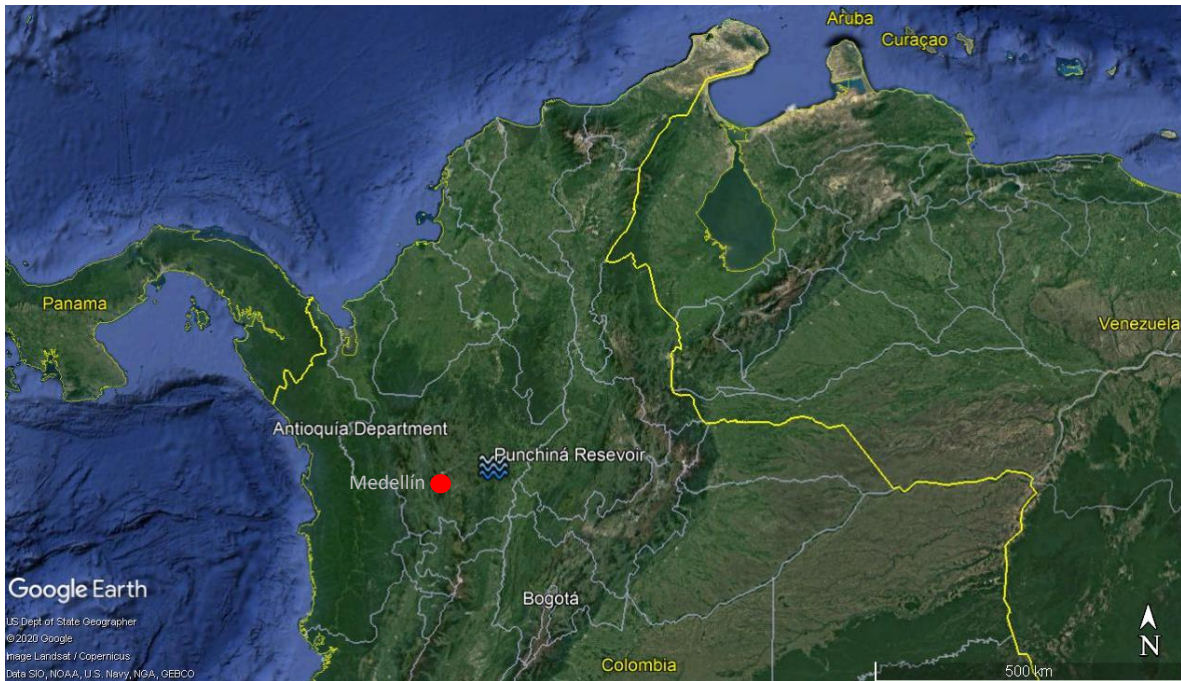 Aruba
Curaçao
Panama
Venezuela
Antioquía Department
Punchiná Resevoir
Medellín
Bogotá
Colombia
Google Earth
US Dept of State Geographer
©2020 Google
Image Landsat / Copernicus
Data SIO, NOAA, U.S. Navy, NGA, GEBCO
N
500 km